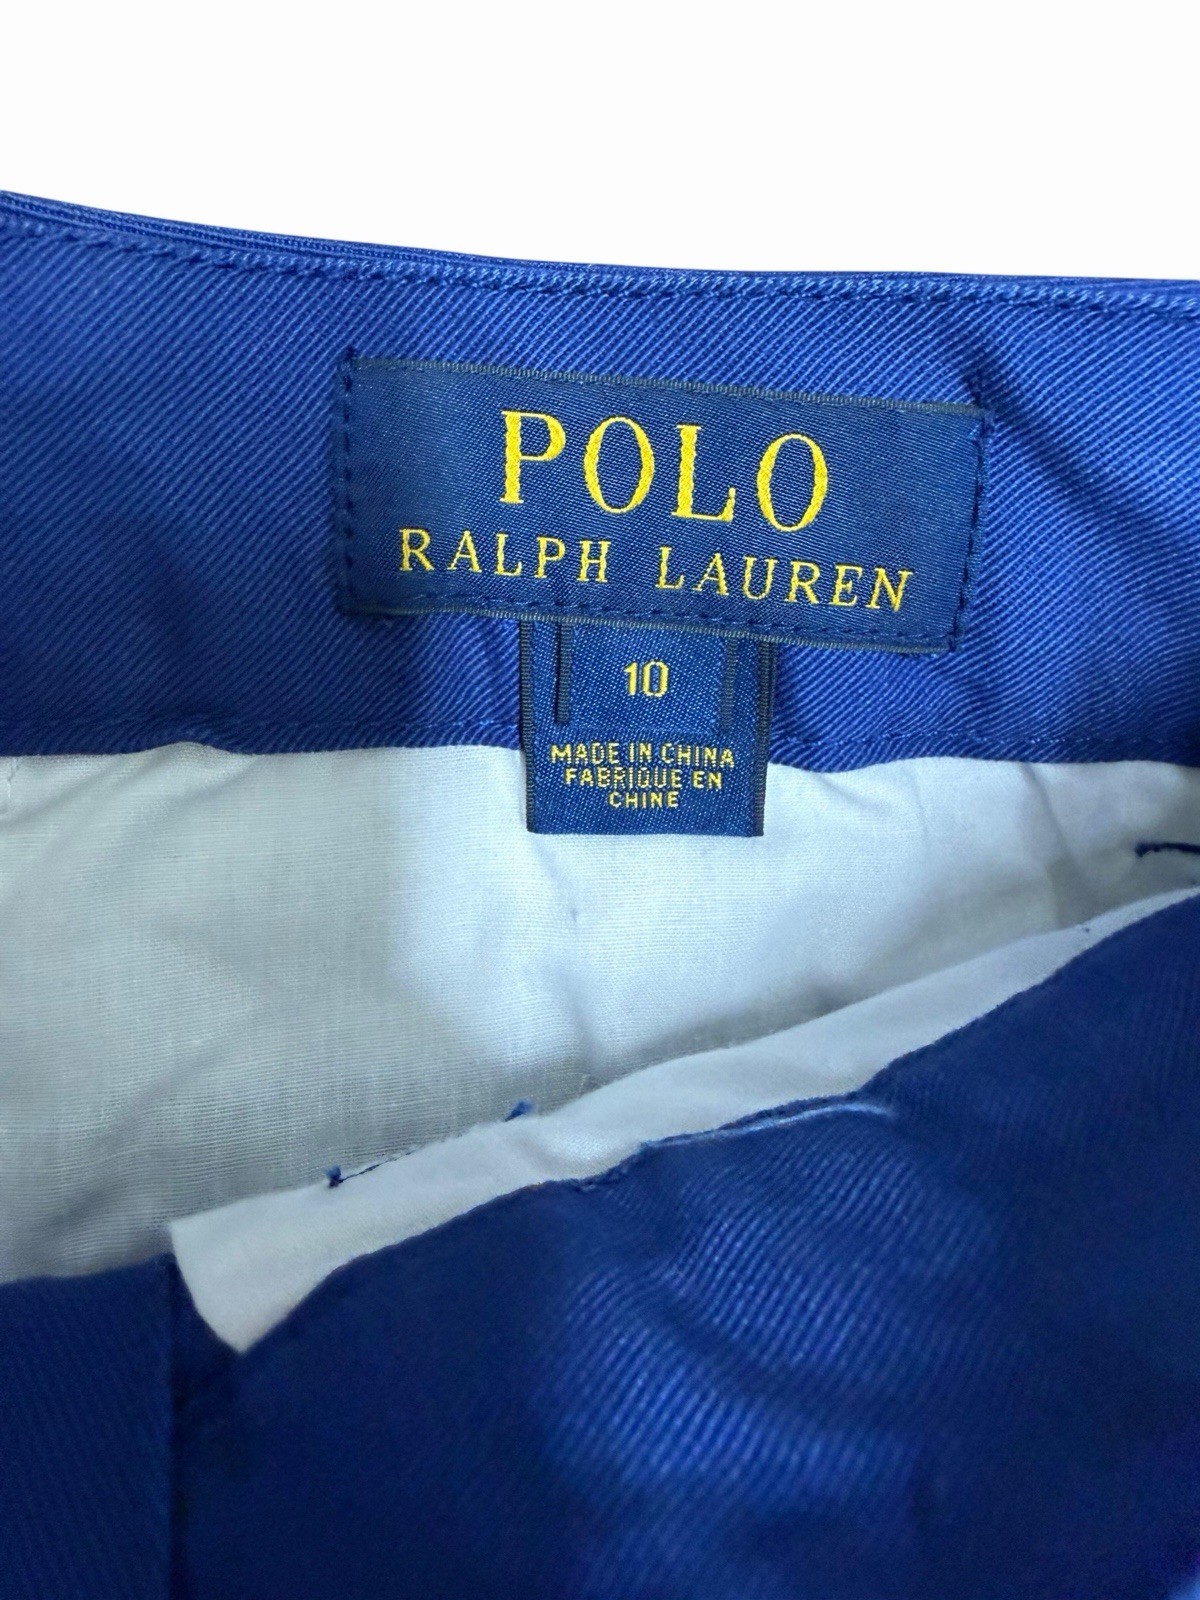 POLO
RALPH LAUREN
10
MADE IN CHINA
FABRIQUE EN
CHINE